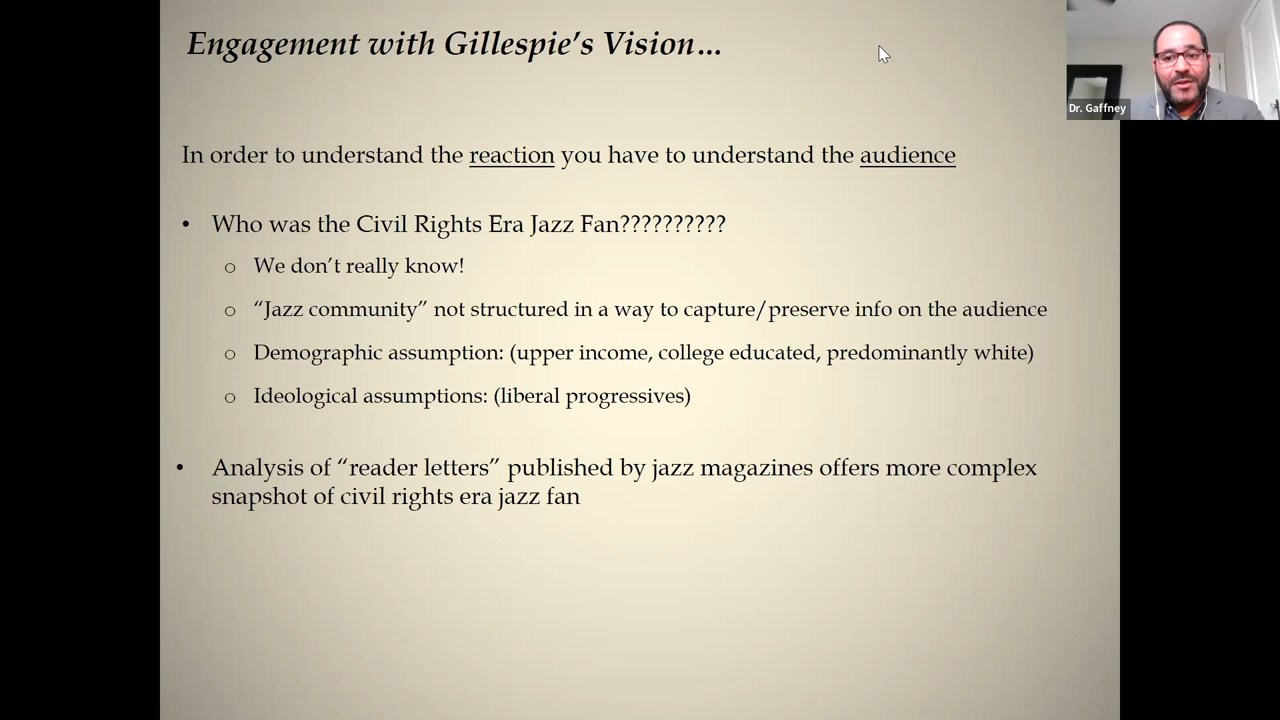 Engagement with Gillespie’s Vision…
Dr. Gaffney
In order to understand the reaction you have to understand the audience
• Who was the Civil Rights Era Jazz Fan??????????
o We don’t really know!
o “Jazz community” not structured in a way to capture/preserve info on the audience
o Demographic assumption: (upper income, college educated, predominantly white)
o Ideological assumptions: (liberal progressives)
• Analysis of “reader letters” published by jazz magazines offers more complex
snapshot of civil rights era jazz fan